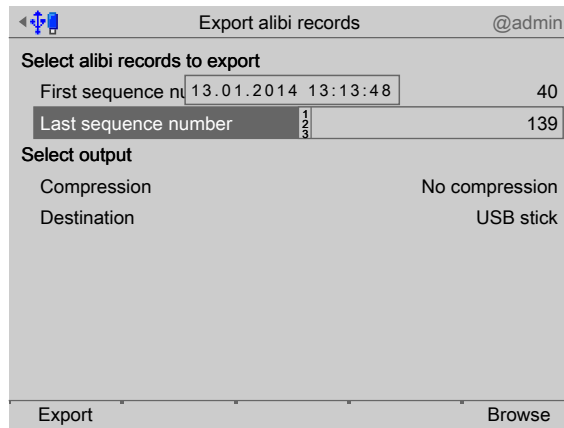 Export alibi records @admin
Select alibi records to export
First sequence 13.01.2014 13:13:48 40
Last sequence number 1 2 3 139
Select output
Compression No compression
Destination USB stick
Export Browse